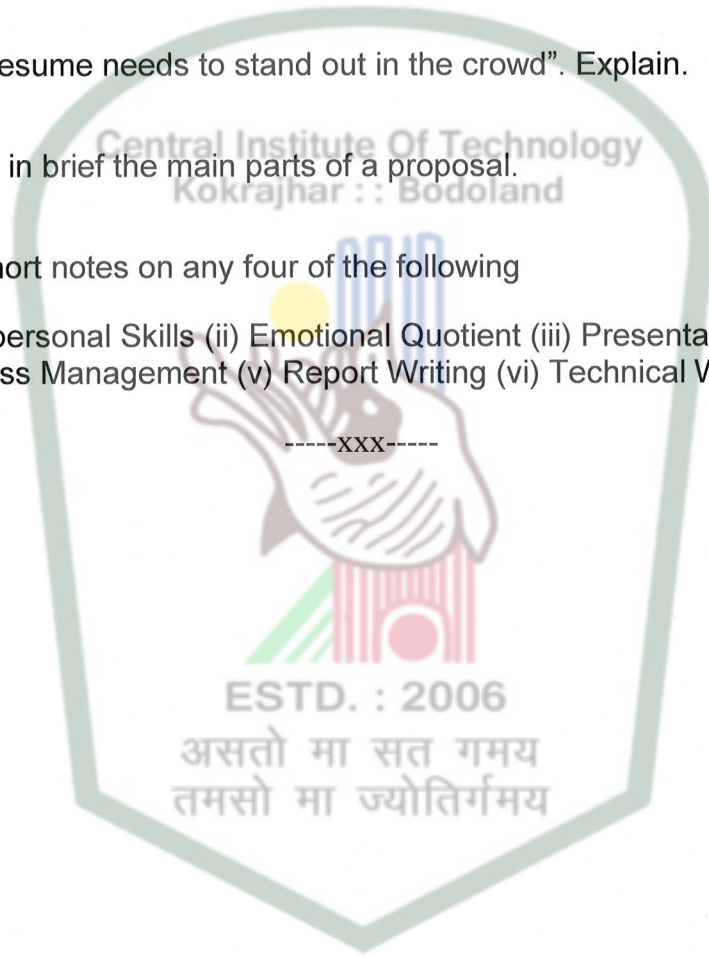 esume needs to stand out in the crowd”. Explain.
Central Institute Of Technology
in brief the main parts of a proposal.
Kokrajhar : : Bodoland
ort notes on any four of the following
personal Skills (ii) Emotional Quotient (iii) Presenta
ss Management (v) Report Writing (vi) Technical
-----xxx-----
ESTD. : 2006
असतो मा सत गमय
तमसो मा ज्योतिर्गमय